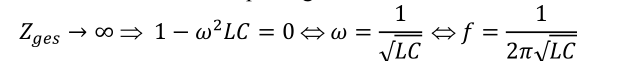 Z_ges → ∞ ⟹ 1 − ω²LC = 0 ⟺ ω = 1/√(LC) ⟺ f = 1/(2π√(LC))